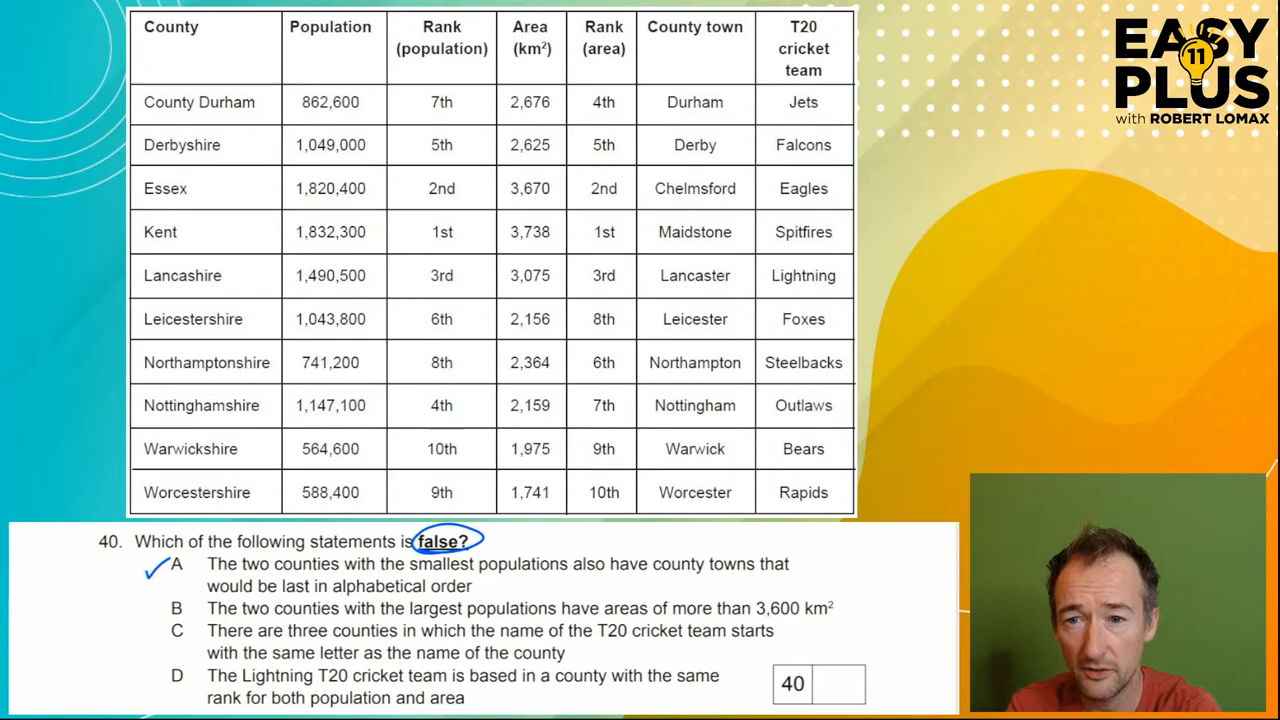 County Population Rank (population) Area (km²) Rank (area) County town T20 cricket team
County Durham 862,600 7th 2,676 4th Durham Jets
Derbyshire 1,049,000 5th 2,625 5th Derby Falcons
Essex 1,820,400 2nd 3,670 2nd Chelmsford Eagles
Kent 1,832,300 1st 3,738 1st Maidstone Spitfires
Lancashire 1,490,500 3rd 3,075 3rd Lancaster Lightning
Leicestershire 1,043,800 6th 2,156 8th Leicester Foxes
Northamptonshire 741,200 8th 2,364 6th Northampton Steelbacks
Nottinghamshire 1,147,100 4th 2,159 7th Nottingham Outlaws
Warwickshire 564,600 10th 1,975 9th Warwick Bears
Worcestershire 588,400 9th 1,741 10th Worcester Rapids
EASY
11
PLUS
with ROBERT LOMAX
40. Which of the following statements is false?
A The two counties with the smallest populations also have county towns that
would be last in alphabetical order
B The two counties with the largest populations have areas of more than 3,600 km²
C There are three counties in which the name of the T20 cricket team starts
with the same letter as the name of the county
D The Lightning T20 cricket team is based in a county with the same
rank for both population and area
40